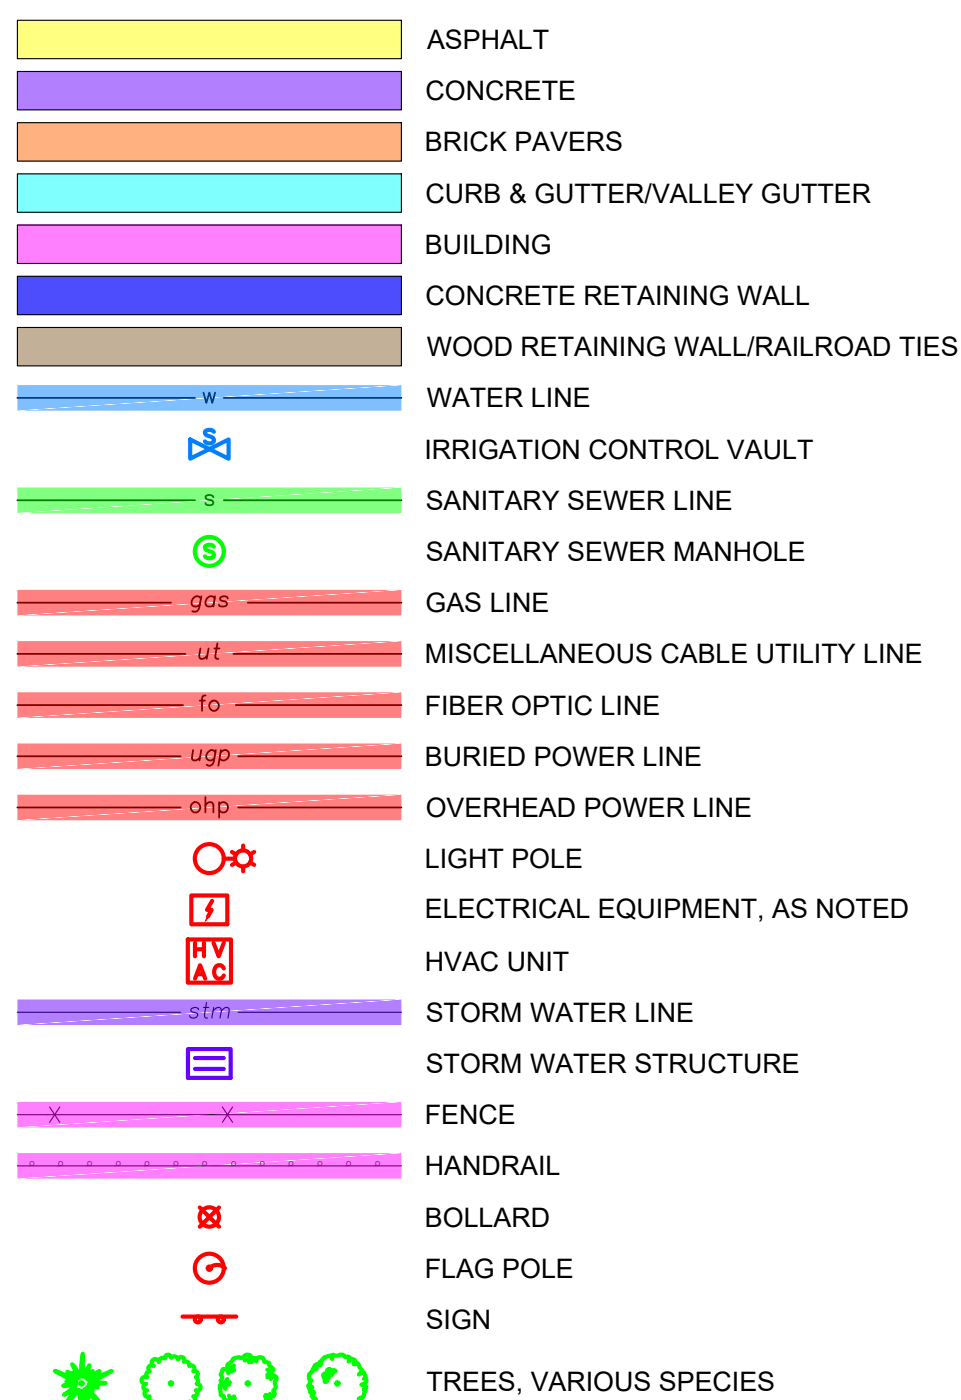 ASPHALT
CONCRETE
BRICK PAVERS
CURB & GUTTER/VALLEY GUTTER
BUILDING
CONCRETE RETAINING WALL
WOOD RETAINING WALL/RAILROAD TIES
w WATER LINE
S IRRIGATION CONTROL VAULT
s SANITARY SEWER LINE
S SANITARY SEWER MANHOLE
gas GAS LINE
ut MISCELLANEOUS CABLE UTILITY LINE
fo FIBER OPTIC LINE
ugp BURIED POWER LINE
ohp OVERHEAD POWER LINE
LIGHT POLE
ELECTRICAL EQUIPMENT, AS NOTED
HV
AC HVAC UNIT
stm STORM WATER LINE
STORM WATER STRUCTURE
FENCE
HANDRAIL
BOLLARD
FLAG POLE
SIGN
TREES, VARIOUS SPECIES